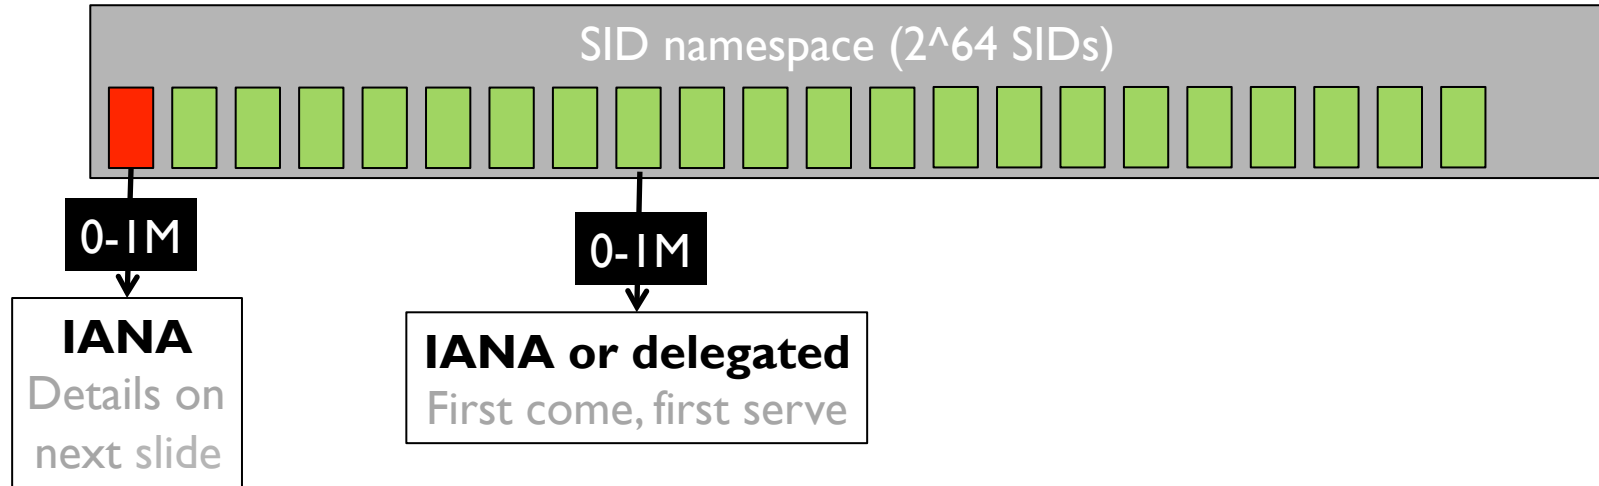 SID namespace (2^64 SIDs)
0-1M
0-1M
IANA
Details on
next slide
IANA or delegated
First come, first serve